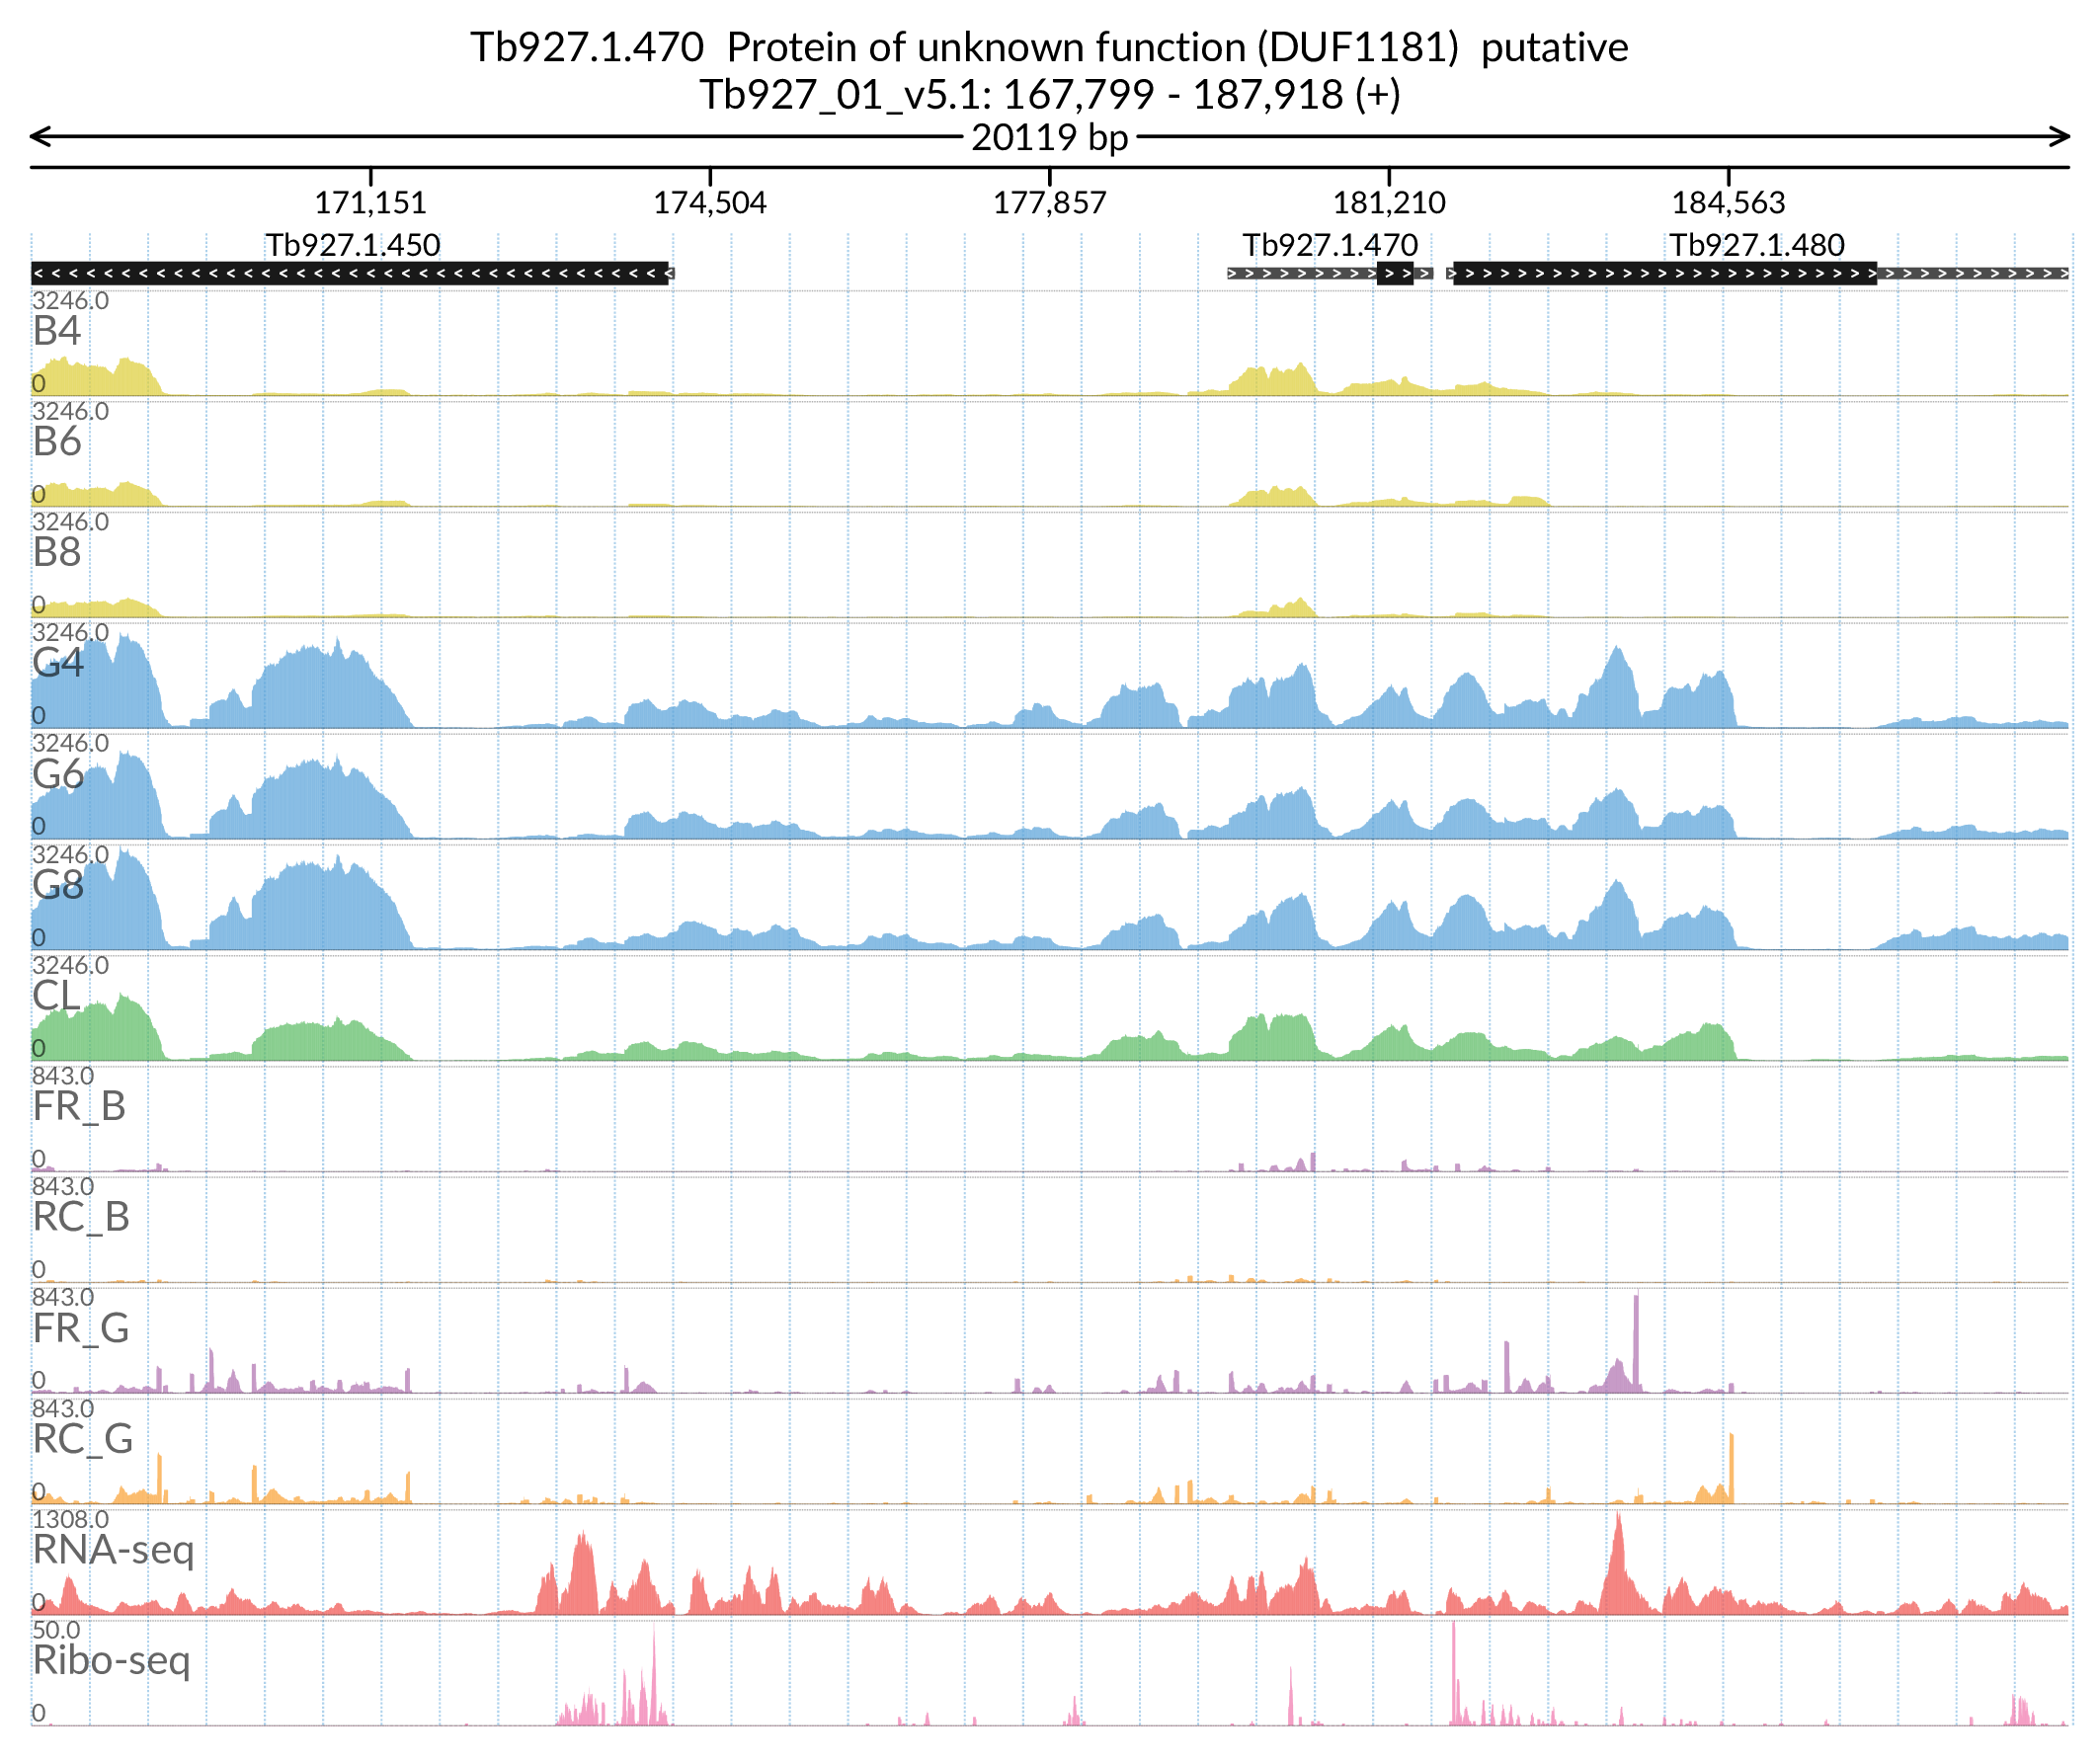 Tb927.1.470  Protein of unknown function (DUF1181)  putative
Tb927_01_v5.1: 167,799 - 187,918 (+)
20119 bp
171,151 174,504 177,857 181,210 184,563
Tb927.1.450 Tb927.1.470 Tb927.1.480
3246.0
B4
0
3246.0
B6
0
3246.0
B8
0
3246.0
G4
0
3246.0
G6
0
3246.0
G8
0
3246.0
CL
0
843.0
FR_B
0
843.0
RC_B
0
843.0
FR_G
0
843.0
RC_G
0
1308.0
RNA-seq
0
50.0
Ribo-seq
0